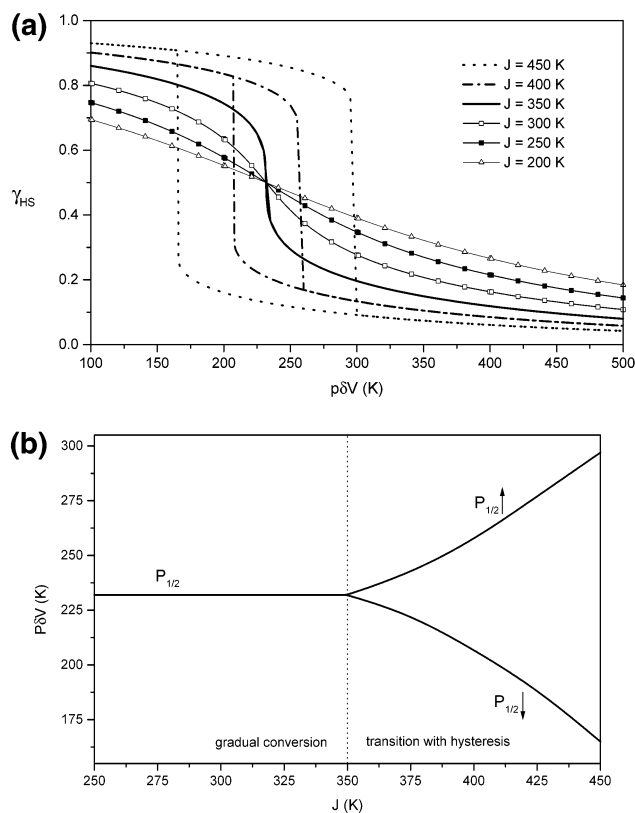 (a)
1.0
0.8
0.6
0.4
0.2
0.0
γHS
J = 450 K
J = 400 K
J = 350 K
J = 300 K
J = 250 K
J = 200 K
100 150 200 250 300 350 400 450 500
pδV (K)
(b)
300
275
250
225
200
175
PδV (K)
P1/2
P1/2
P1/2
gradual conversion
transition with hysteresis
250 275 300 325 350 375 400 425 450
J (K)